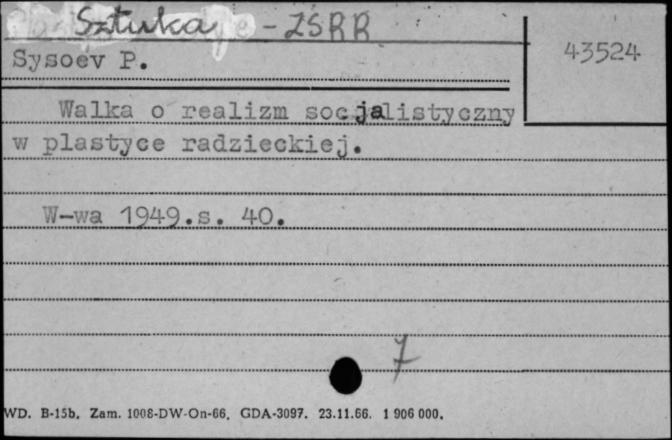 Sztuka - ZSRR
43524
Sysoev P.
Walka o realizm socjalistyczny
w plastyce radzieckiej.
W-wa 1949.s. 40.
7
WD. B-15b. Zam. 1008-DW-On-66. GDA-3097. 23.11.66. 1 906 000.